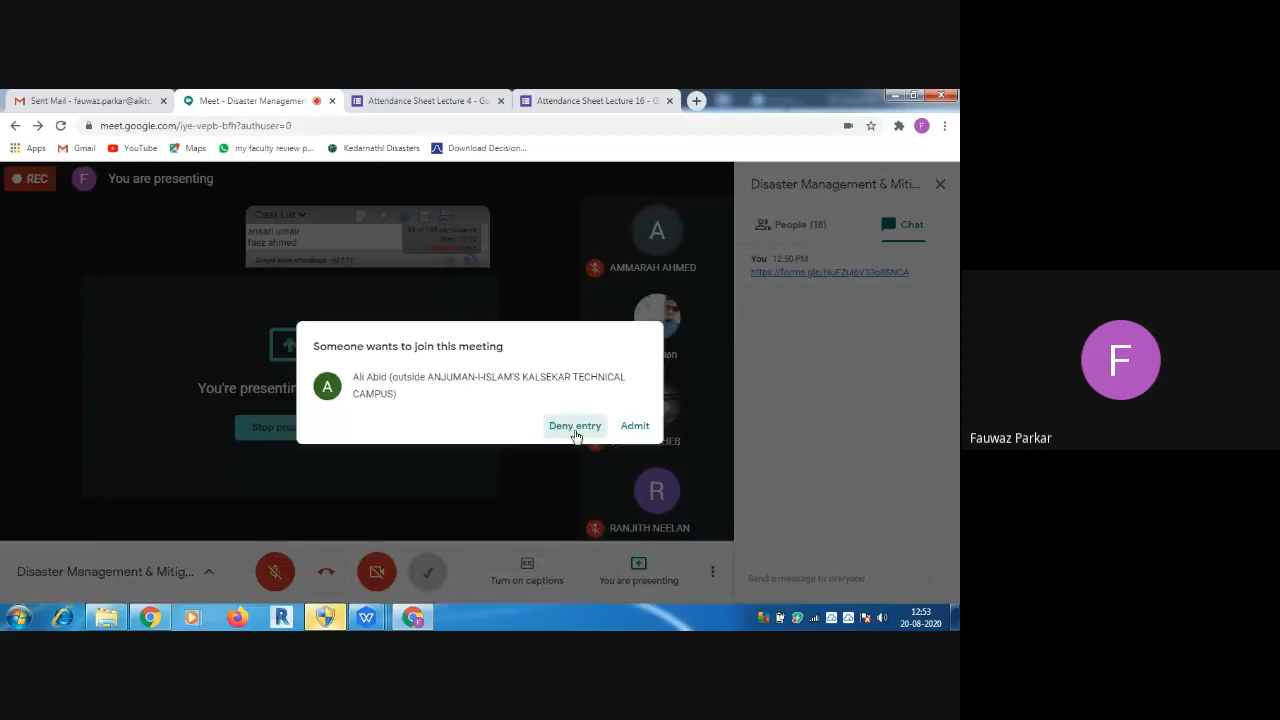 Sent Mail - fauwaz.parkar@aiktc
Meet - Disaster Managemen
Attendance Sheet Lecture 4 - Go
Attendance Sheet Lecture 16 - G
meet.google.com/iye-vepb-bfh?authuser=0
F
Apps
Gmail
YouTube
Maps
my faculty review p...
Kedarnathl Disasters
Download Decision...
REC
F
You are presenting
Class List
ansari umair
faez ahmed
A
AMMARAH AHMED
Disaster Management & Miti...
People (18)
Chat
You 12:50 PM
Someone wants to join this meeting
A
Ali Abid (outside ANJUMAN-I-ISLAM'S KALSEKAR TECHNICAL
CAMPUS)
Deny entry
Admit
You're presentin
Stop pre
R
RANJITH NEELAN
Disaster Management & Mitig...
Turn on captions
You are presenting
Send a message to everyone
12:53
20-08-2020
F
Fauwaz Parkar